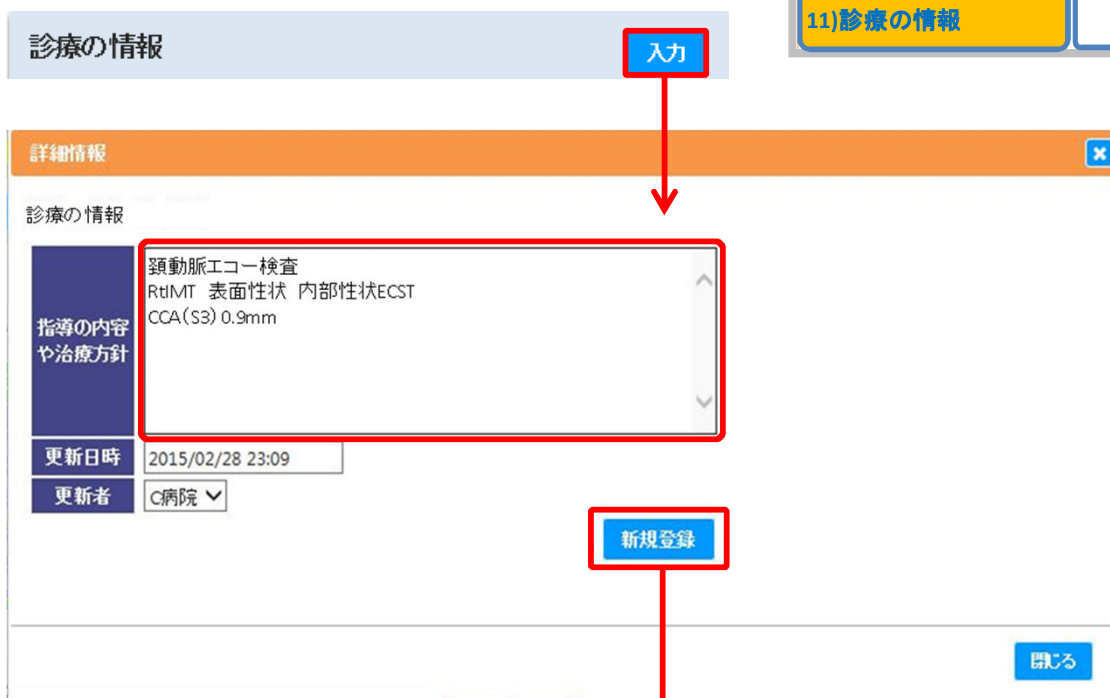 診療の情報
入力
11)診療の情報
詳細情報
診療の情報
指導の内容
や治療方針
頚動脈エコー検査
RtIMT 表面性状 内部性状ECST
CCA(S3) 0.9mm
更新日時
2015/02/28 23:09
更新者
C病院
新規登録
閉じる